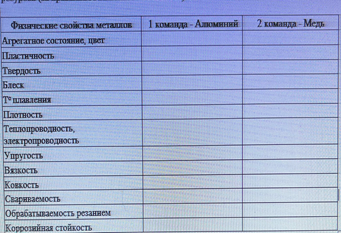 Физические свойства металлов 1 команда - Алюминий 2 команда - Медь
Агрегатное состояние, цвет
Пластичность
Твердость
Блеск
Т° плавления
Плотность
Теплопроводность,
электропроводность
Упругость
Вязкость
Ковкость
Свариваемость
Обрабатываемость резанием
Коррозийная стойкость